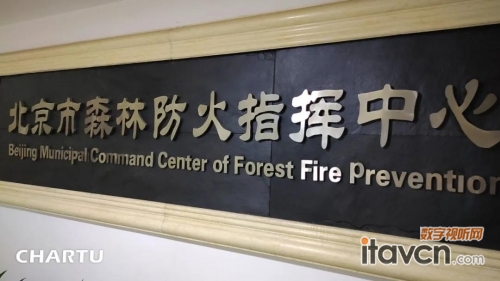 北京市森林防火指挥中心
Beijing Municipal Command Center of Forest Fire Prevention
CHARTU
数字视听网
itavcn.com